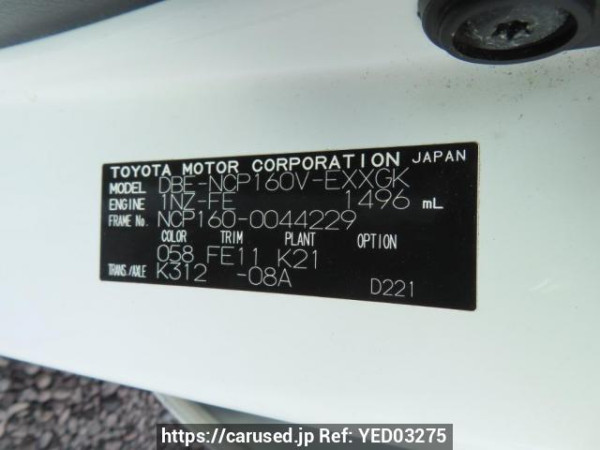 TOYOTA MOTOR CORPORATION JAPAN
MODEL DBE-NCP160V-EXXGK
ENGINE 1NZ-FE 1496 mL
FRAME No. NCP160-0044229
COLOR TRIM PLANT OPTION
058 FE11 K21
TRANS./AXLE K312 -08A
D221
https://carused.jp Ref: YED03275